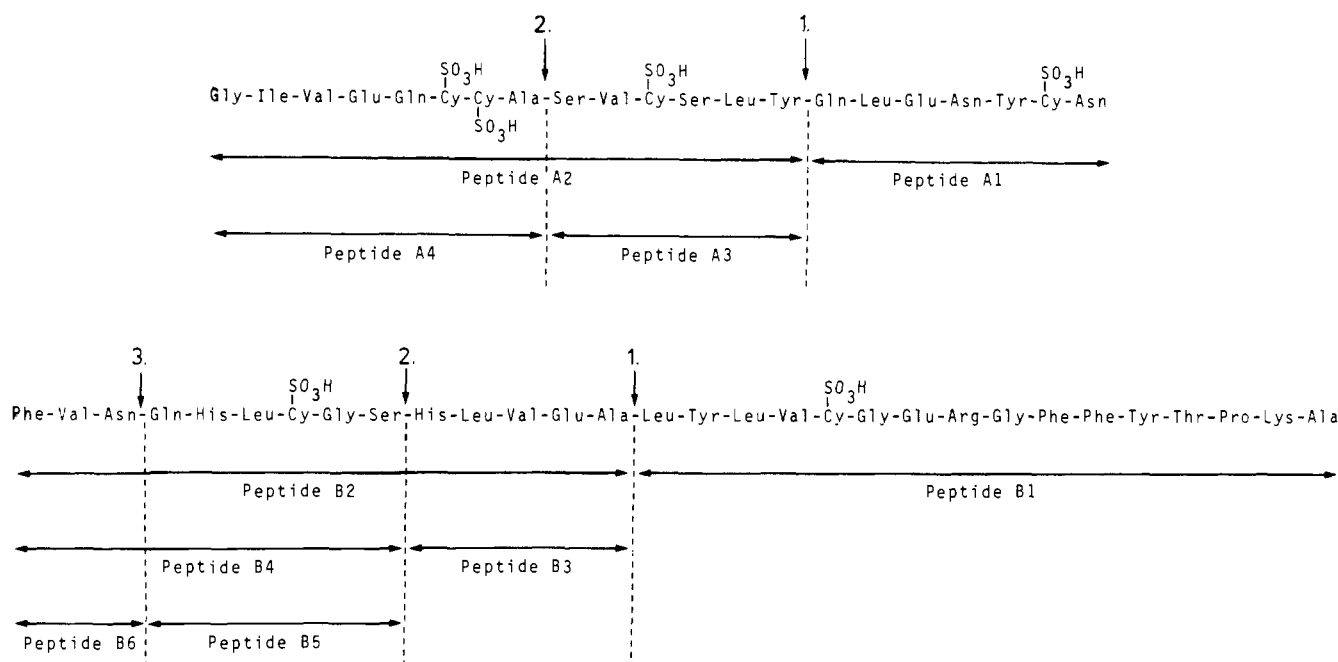 2. 1.
SO3H SO3H SO3H
Gly-Ile-Val-Glu-Gln-Cy-Cy-Ala-Ser-Val-Cy-Ser-Leu-Tyr-Gln-Leu-Glu-Asn-Tyr-Cy-Asn
SO3H
Peptide A2 Peptide A1
Peptide A4 Peptide A3
3. 2. 1.
SO3H SO3H
Phe-Val-Asn-Gln-His-Leu-Cy-Gly-Ser-His-Leu-Val-Glu-Ala-Leu-Tyr-Leu-Val-Cy-Gly-Glu-Arg-Gly-Phe-Phe-Tyr-Thr-Pro-Lys-Ala
Peptide B2 Peptide B1
Peptide B4 Peptide B3
Peptide B6 Peptide B5